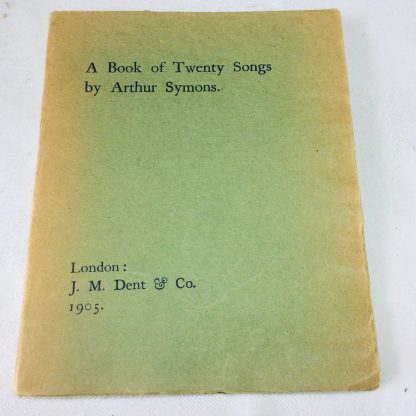 A Book of Twenty Songs
by Arthur Symons.
London:
J. M. Dent & Co.
1905.